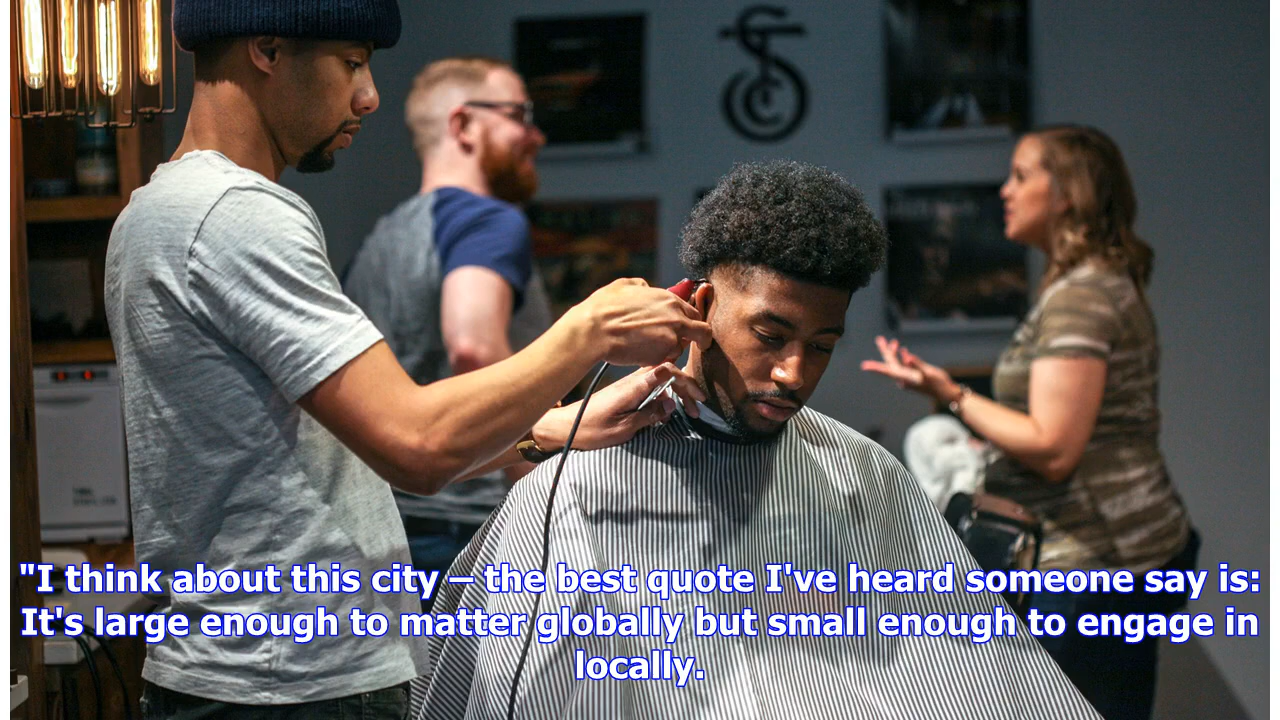 "I think about this city — the best quote I've heard someone say is:
It's large enough to matter globally but small enough to engage in
locally.